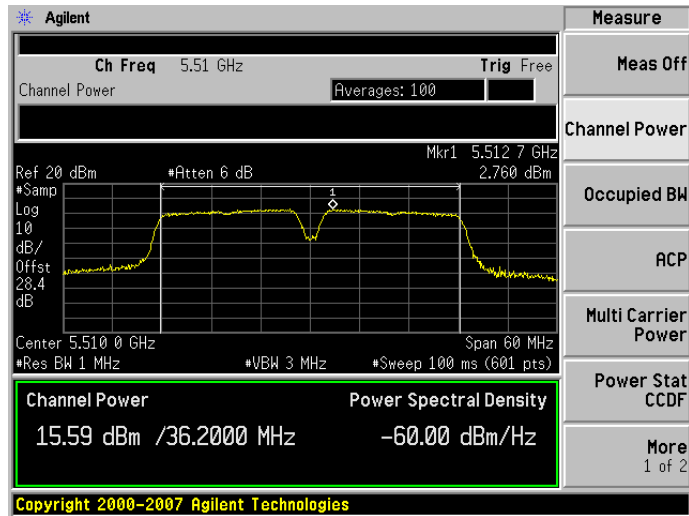 Agilent
Measure
Ch Freq 5.51 GHz Trig Free
Meas Off
Channel Power Averages: 100
Channel Power
Mkr1 5.512 7 GHz
Ref 20 dBm #Atten 6 dB 2.760 dBm
#Samp
Log
10
dB/
Offst
28.4
dB
1
Occupied BW
ACP
Multi Carrier
Power
Center 5.510 0 GHz Span 60 MHz
#Res BW 1 MHz #VBW 3 MHz #Sweep 100 ms (601 pts)
Power Stat
CCDF
Channel Power Power Spectral Density
15.59 dBm /36.2000 MHz -60.00 dBm/Hz
More
1 of 2
Copyright 2000-2007 Agilent Technologies